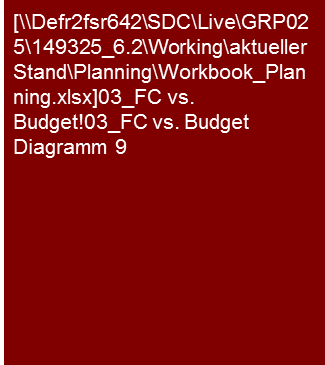 [\\Defr2fsr642\SDC\Live\GRP02
5\149325_6.2\Working\aktueller
Stand\Planning\Workbook_Plan
ning.xlsx]03_FC vs.
Budget!03_FC vs. Budget
Diagramm 9